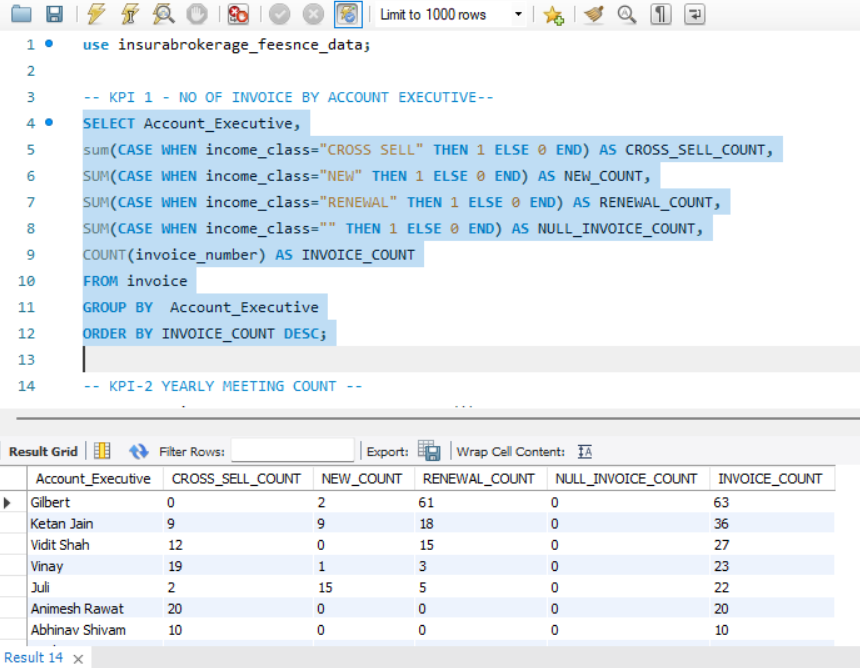 Limit to 1000 rows
1 use insurabrokerage_feesnce_data;
2
3 -- KPI 1 - NO OF INVOICE BY ACCOUNT EXECUTIVE--
4 SELECT Account_Executive,
5 sum(CASE WHEN income_class="CROSS SELL" THEN 1 ELSE 0 END) AS CROSS_SELL_COUNT,
6 SUM(CASE WHEN income_class="NEW" THEN 1 ELSE 0 END) AS NEW_COUNT,
7 SUM(CASE WHEN income_class="RENEWAL" THEN 1 ELSE 0 END) AS RENEWAL_COUNT,
8 SUM(CASE WHEN income_class="" THEN 1 ELSE 0 END) AS NULL_INVOICE_COUNT,
9 COUNT(invoice_number) AS INVOICE_COUNT
10 FROM invoice
11 GROUP BY Account_Executive
12 ORDER BY INVOICE_COUNT DESC;
13
14 -- KPI-2 YEARLY MEETING COUNT --
Result Grid Filter Rows: Export: Wrap Cell Content:
Account_Executive CROSS_SELL_COUNT NEW_COUNT RENEWAL_COUNT NULL_INVOICE_COUNT INVOICE_COUNT
Gilbert 0 2 61 0 63
Ketan Jain 9 9 18 0 36
Vidit Shah 12 0 15 0 27
Vinay 19 1 3 0 23
Juli 2 15 5 0 22
Animesh Rawat 20 0 0 0 20
Abhinav Shivam 10 0 0 0 10
Result 14